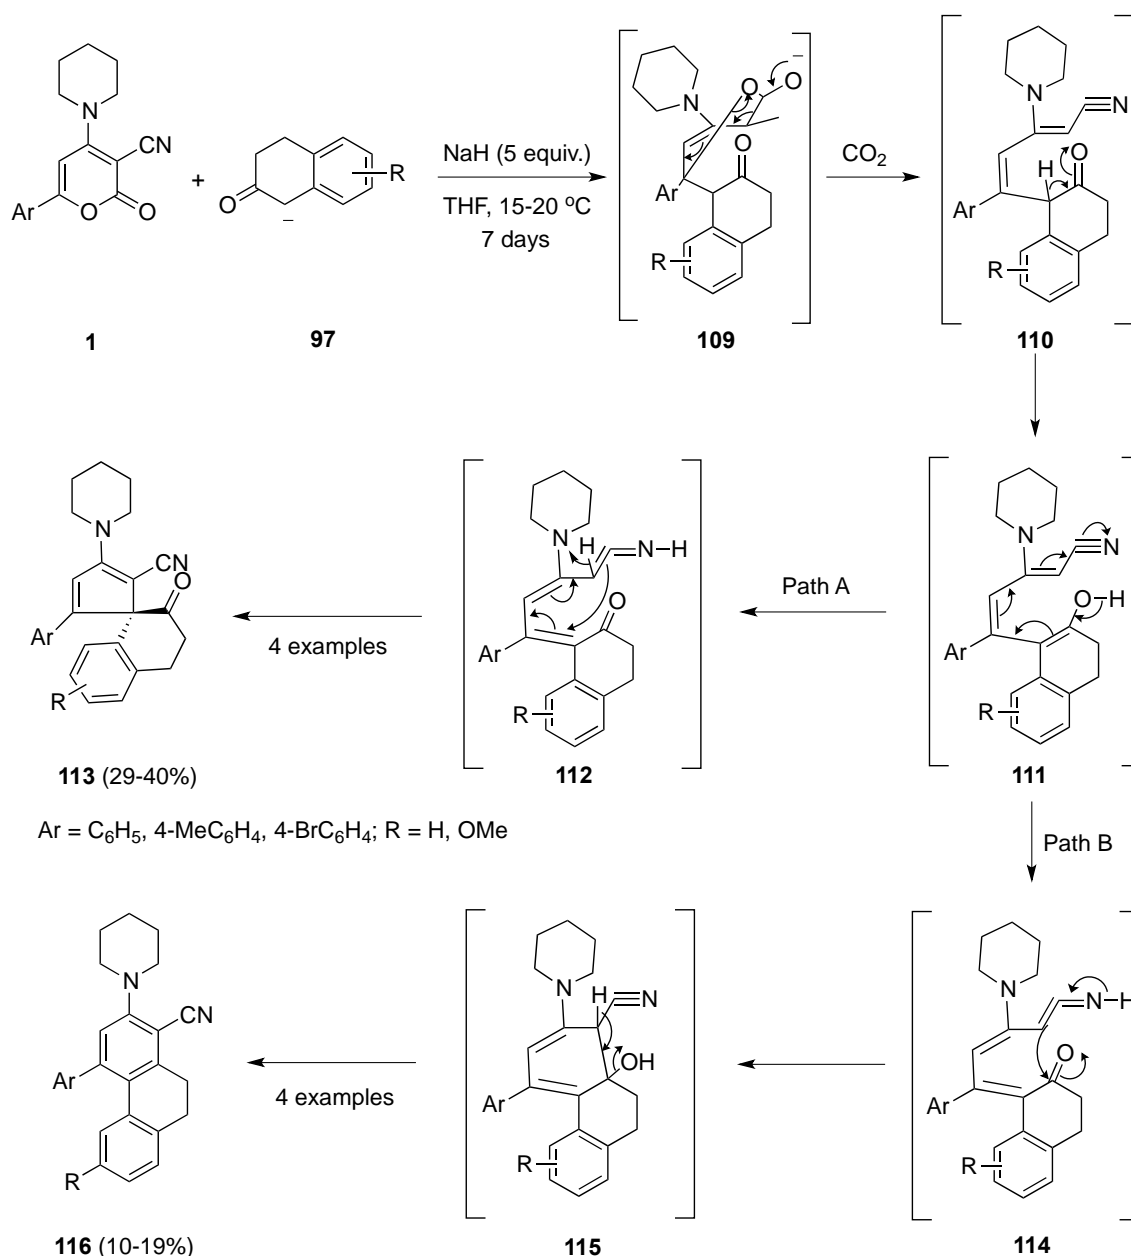 N
CN
Ar
O
O
1
+
O
–
R
97
NaH (5 equiv.)
THF, 15-20 °C
7 days
N
O
O
–
O
Ar
R
109
CO₂
N
N
O
H
Ar
R
110
N
CN
O
Ar
R
113 (29-40%)
4 examples
N
H
N–H
O
Ar
R
112
Path A
N
N
O–H
Ar
R
111
Ar = C₆H₅, 4-MeC₆H₄, 4-BrC₆H₄; R = H, OMe
Path B
N
CN
Ar
R
116 (10-19%)
4 examples
N
H
N
OH
Ar
R
115
N
N–H
O
Ar
R
114